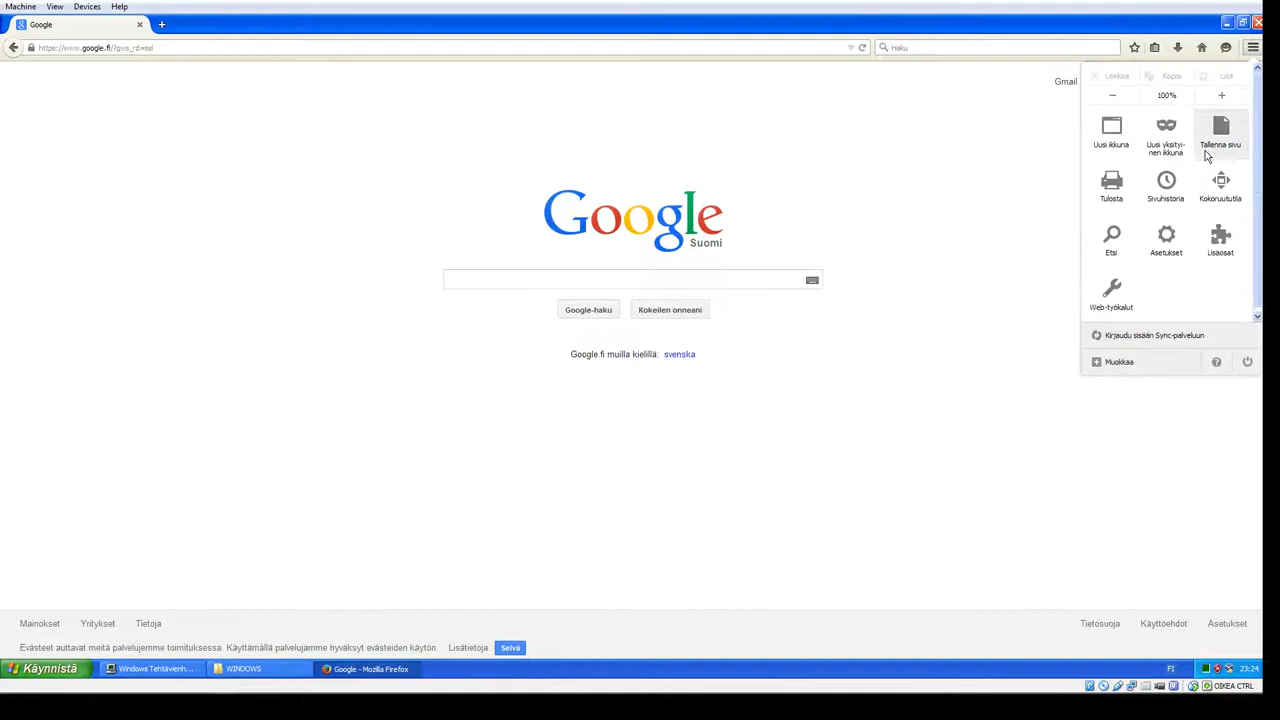 Machine View Devices Help
Google
https://www.google.fi/?gws_rd=ssl
Haku
Gmail
Leikkaa Kopioi Liitä
100%
Uusi ikkuna
Uusi yksityi-
nen ikkuna
Tallenna sivu
Tulosta Sivuhistoria Kokoruututila
Etsi Asetukset Lisäosat
Web-työkalut
Kirjaudu sisään Sync-palveluun
Muokkaa
Google
Suomi
Google-haku Kokeilen onneani
Google.fi muilla kielillä: svenska
Mainokset Yritykset Tietoja Tietosuoja Käyttöehdot Asetukset
Evästeet auttavat meitä palvelujemme toimituksessa. Käyttämällä palvelujamme hyväksyt evästeiden käytön. Lisätietoja Selvä
Käynnistä Windows Tehtävienh... WINDOWS Google - Mozilla Firefox FI 23:24
OIKEA CTRL